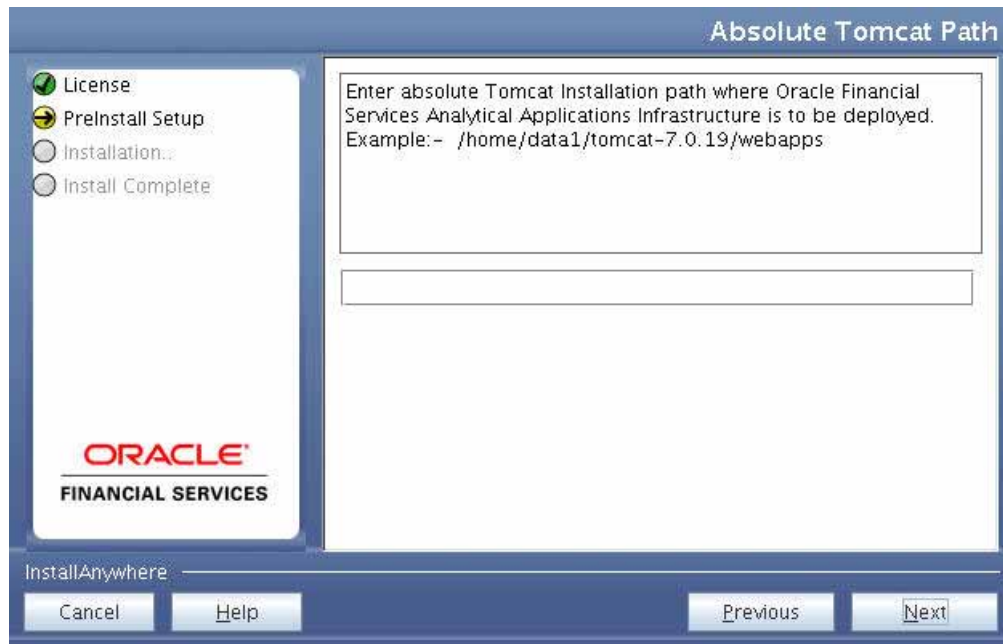 Absolute Tomcat Path
License
PreInstall Setup
Installation..
Install Complete
Enter absolute Tomcat Installation path where Oracle Financial
Services Analytical Applications Infrastructure is to be deployed.
Example:- /home/data1/tomcat-7.0.19/webapps
ORACLE
FINANCIAL SERVICES
InstallAnywhere
Cancel
Help
Previous
Next